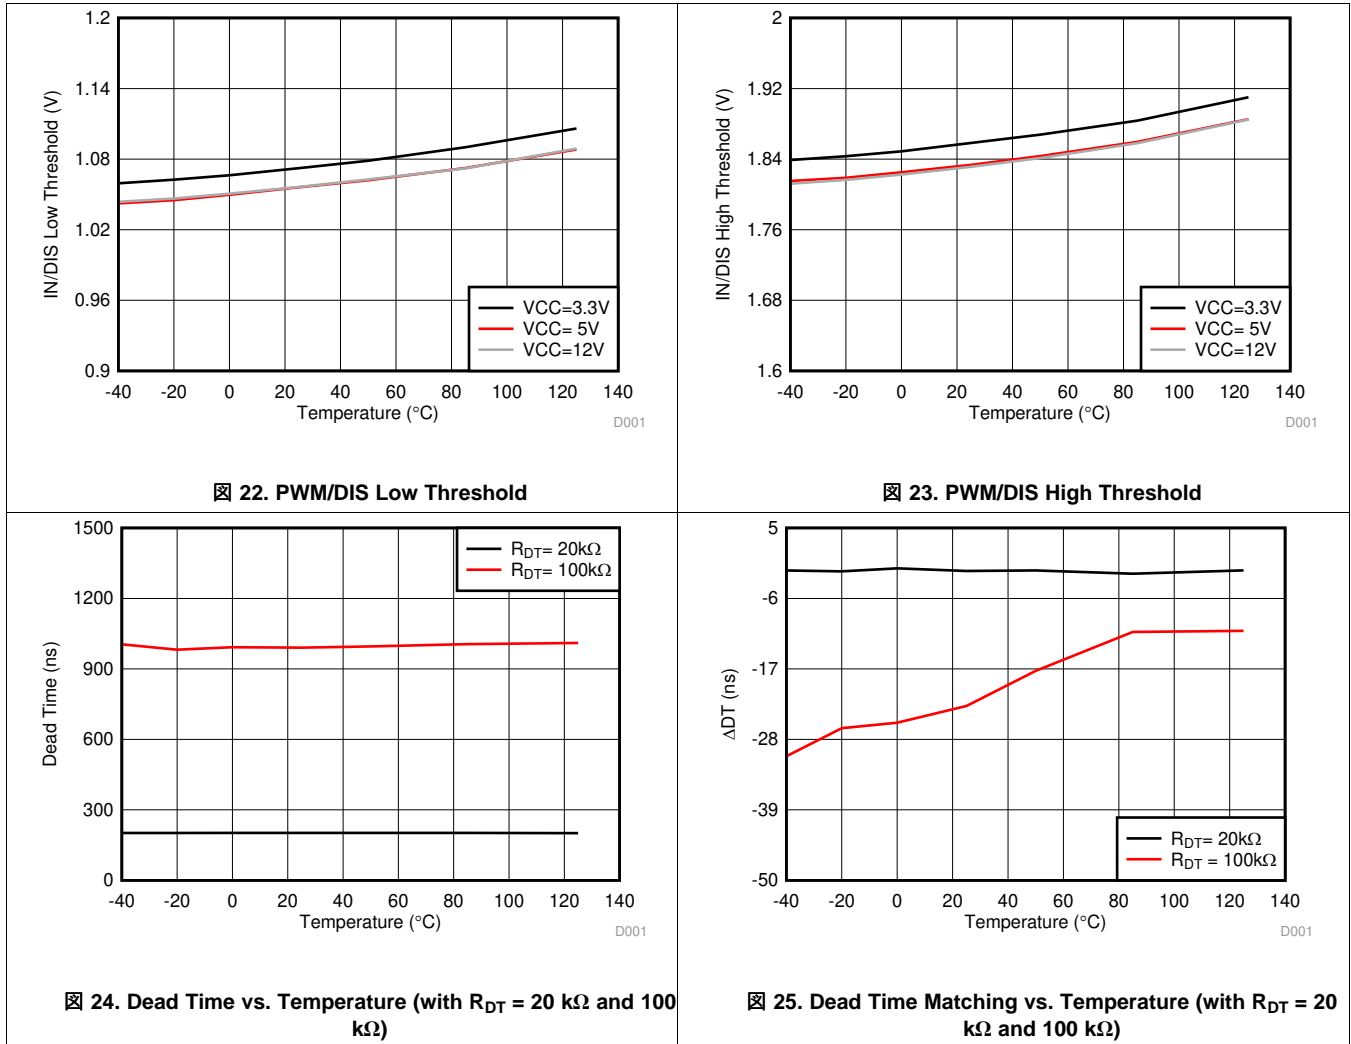 1.2
1.14
1.08
1.02
0.96
0.9
IN/DIS Low Threshold (V)
VCC=3.3V
VCC= 5V
VCC=12V
-40 -20 0 20 40 60 80 100 120 140
Temperature (°C)
D001
図 22. PWM/DIS Low Threshold
2
1.92
1.84
1.76
1.68
1.6
IN/DIS High Threshold (V)
VCC=3.3V
VCC= 5V
VCC=12V
-40 -20 0 20 40 60 80 100 120 140
Temperature (°C)
D001
図 23. PWM/DIS High Threshold
1500
1200
900
600
300
0
Dead Time (ns)
RDT= 20kΩ
RDT= 100kΩ
-40 -20 0 20 40 60 80 100 120 140
Temperature (°C)
D001
図 24. Dead Time vs. Temperature (with RDT = 20 kΩ and 100
kΩ)
5
-6
-17
-28
-39
-50
ΔDT (ns)
RDT= 20kΩ
RDT = 100kΩ
-40 -20 0 20 40 60 80 100 120 140
Temperature (°C)
D001
図 25. Dead Time Matching vs. Temperature (with RDT = 20
kΩ and 100 kΩ)